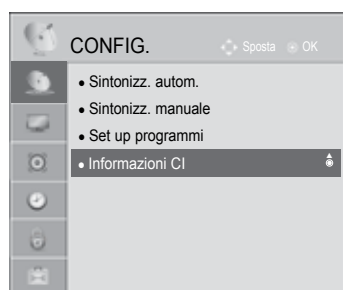 CONFIG.
Sposta OK
• Sintonizz. autom.
• Sintonizz. manuale
• Set up programmi
• Informazioni CI